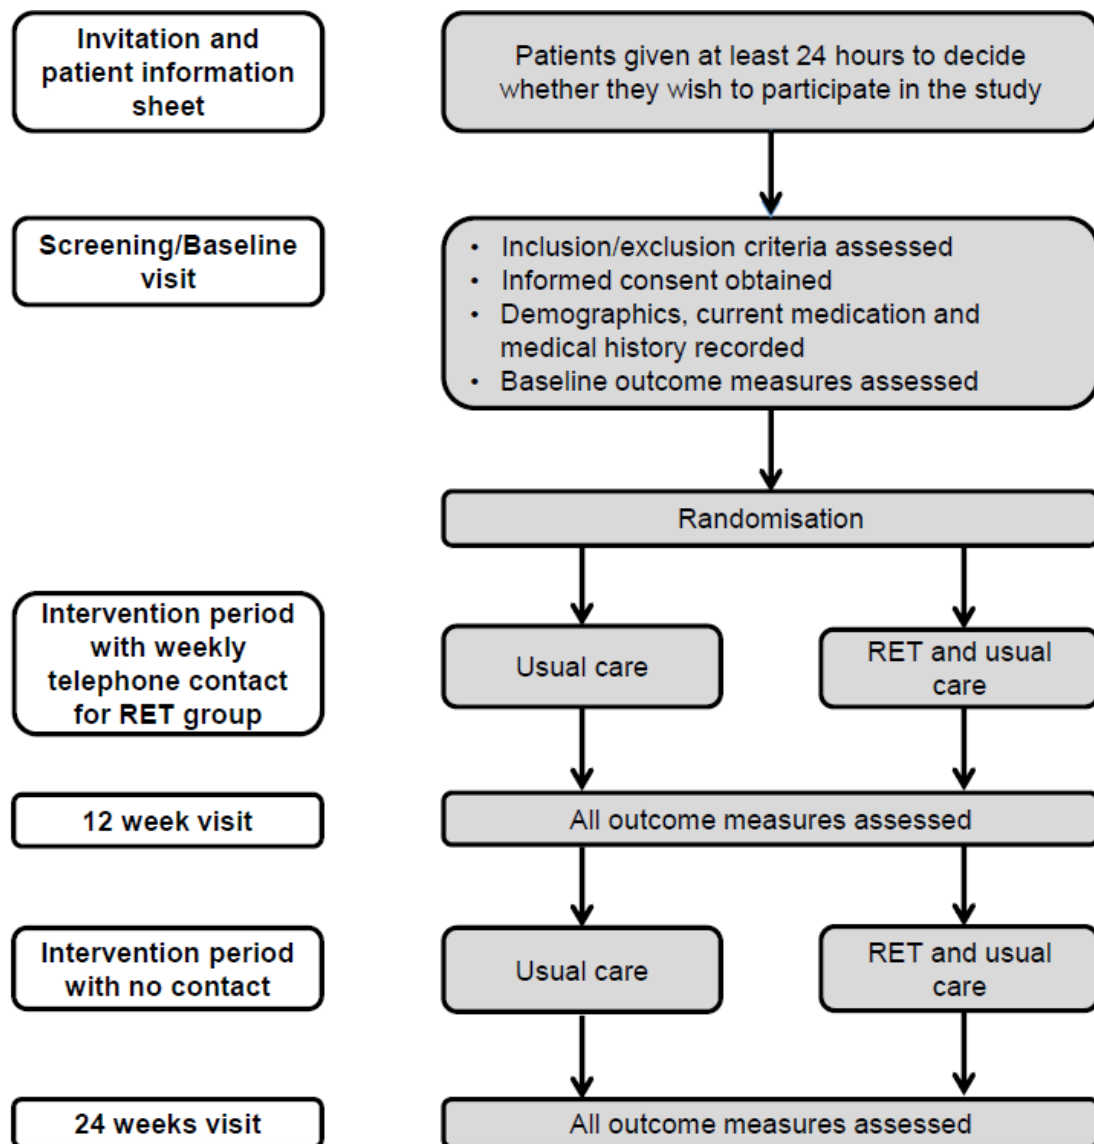 Invitation and
patient information
sheet
Patients given at least 24 hours to decide
whether they wish to participate in the study
Screening/Baseline
visit
• Inclusion/exclusion criteria assessed
• Informed consent obtained
• Demographics, current medication and
medical history recorded
• Baseline outcome measures assessed
Randomisation
Intervention period
with weekly
telephone contact
for RET group
Usual care
RET and usual
care
12 week visit
All outcome measures assessed
Intervention period
with no contact
Usual care
RET and usual
care
24 weeks visit
All outcome measures assessed